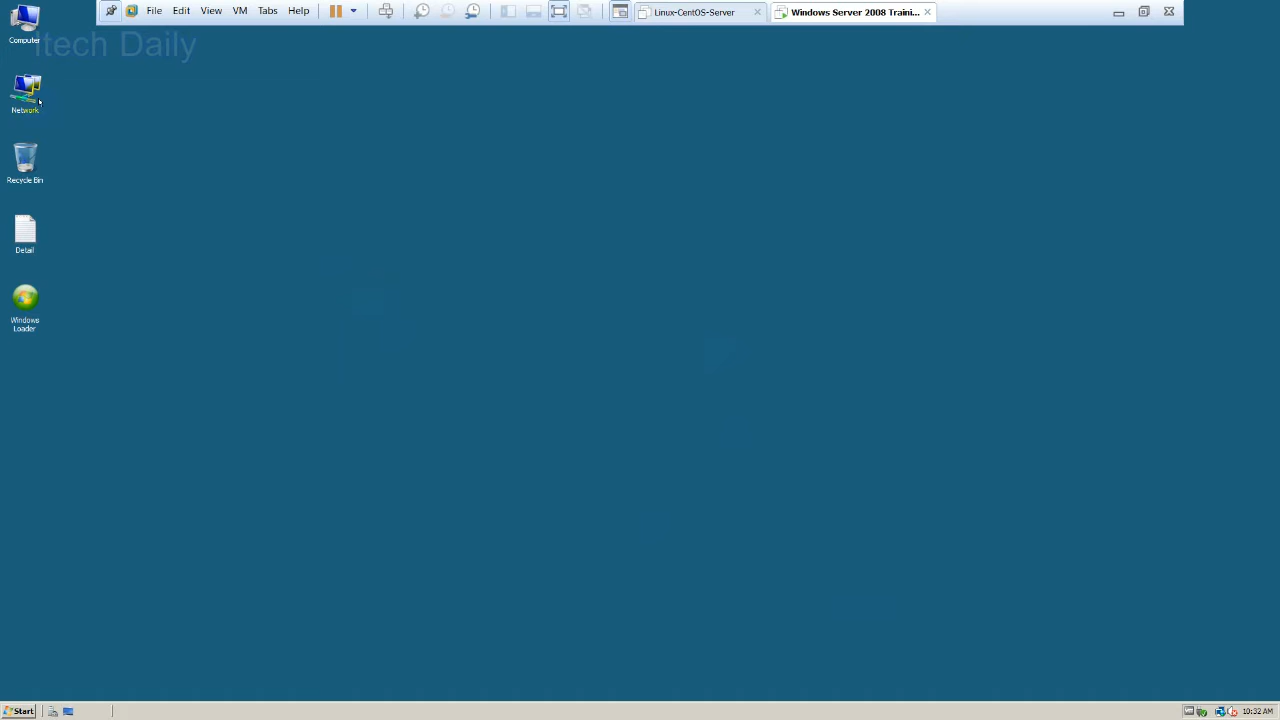 File Edit View VM Tabs Help
Linux-CentOS-Server
Windows Server 2008 Traini...
Itech Daily
Computer
Network
Recycle Bin
Detail
Windows
Loader
Start
10:32 AM